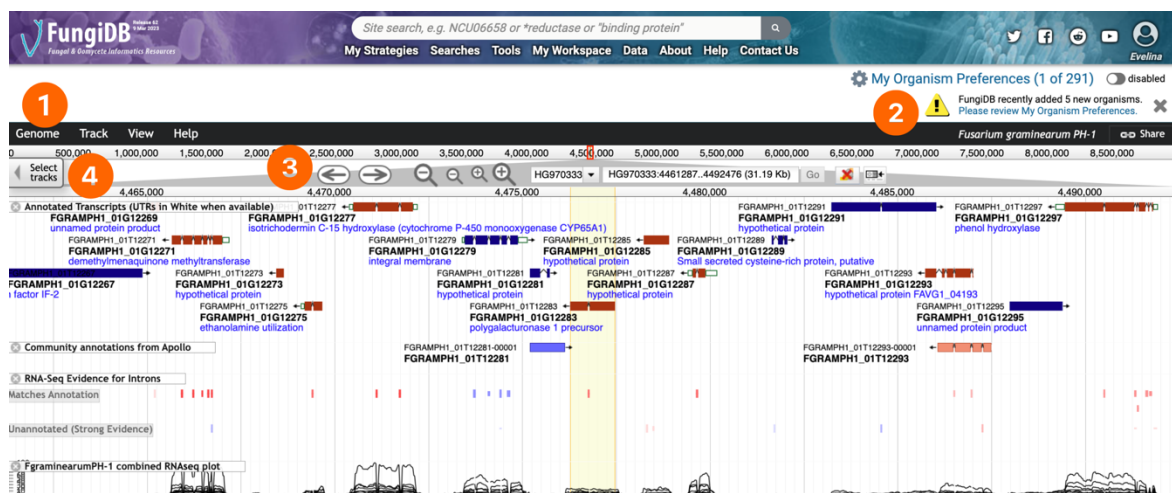 FungiDB Release 62
9 Mar 2023
Fungal & Oomycete Informatics Resources
Site search, e.g. NCU06658 or *reductase or "binding protein"
My Strategies Searches Tools My Workspace Data About Help Contact Us
Evelina
My Organism Preferences (1 of 291) disabled
1
2
FungiDB recently added 5 new organisms.
Please review My Organism Preferences.
Genome Track View Help Fusarium graminearum PH-1 Share
0 500,000 1,000,000 1,500,000 2,000 2,500,000 3,000,000 3,500,000 4,000,000 4,500,000 5,000,000 5,500,000 6,000,000 6,500,000 7,000,000 7,500,000 8,000,000 8,500,000
Select
tracks
4
3
HG970333 HG970333:4461287..4492476 (31.19 Kb) Go
4,465,000 4,470,000 4,475,000 4,480,000 4,485,000 4,490,000
Annotated Transcripts (UTRs in White when available)
FGRAMPH1_01G12269
unnamed protein product
01T12277
FGRAMPH1_01G12277
isotrichodermin C-15 hydroxylase (cytochrome P-450 monooxygenase CYP65A1)
FGRAMPH1_01T12291
FGRAMPH1_01G12291
hypothetical protein
FGRAMPH1_01T12297
FGRAMPH1_01G12297
phenol hydroxylase
FGRAMPH1_01T12271
FGRAMPH1_01G12271
demethylmenaquinone methyltransferase
FGRAMPH1_01T12279
FGRAMPH1_01G12279
integral membrane
FGRAMPH1_01T12285
FGRAMPH1_01G12285
hypothetical protein
FGRAMPH1_01T12289
FGRAMPH1_01G12289
Small secreted cysteine-rich protein, putative
01G12267
factor IF-2
FGRAMPH1_01T12273
FGRAMPH1_01G12273
hypothetical protein
FGRAMPH1_01T12281
FGRAMPH1_01G12281
hypothetical protein
FGRAMPH1_01T12287
FGRAMPH1_01G12287
hypothetical protein
FGRAMPH1_01T12293
FGRAMPH1_01G12293
hypothetical protein FAVG1_04193
FGRAMPH1_01T12275
FGRAMPH1_01G12275
ethanolamine utilization
FGRAMPH1_01T12283
FGRAMPH1_01G12283
polygalacturonase 1 precursor
FGRAMPH1_01T12295
FGRAMPH1_01G12295
unnamed protein product
Community annotations from Apollo
FGRAMPH1_01T12281-00001
FGRAMPH1_01T12281
FGRAMPH1_01T12293-00001
FGRAMPH1_01T12293
RNA-Seq Evidence for Introns
Matches Annotation
Unannotated (Strong Evidence)
FgraminearumPH-1 combined RNAseq plot